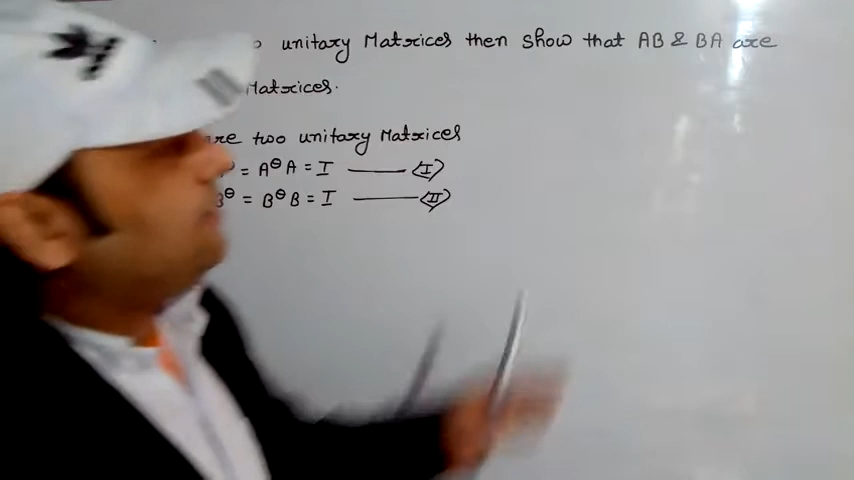 unitary Matrices then show that AB & BA are
Matrices.
are two unitary Matrices
= A^θ A = I —— <I>
B^θ = B^θ B = I —— <II>